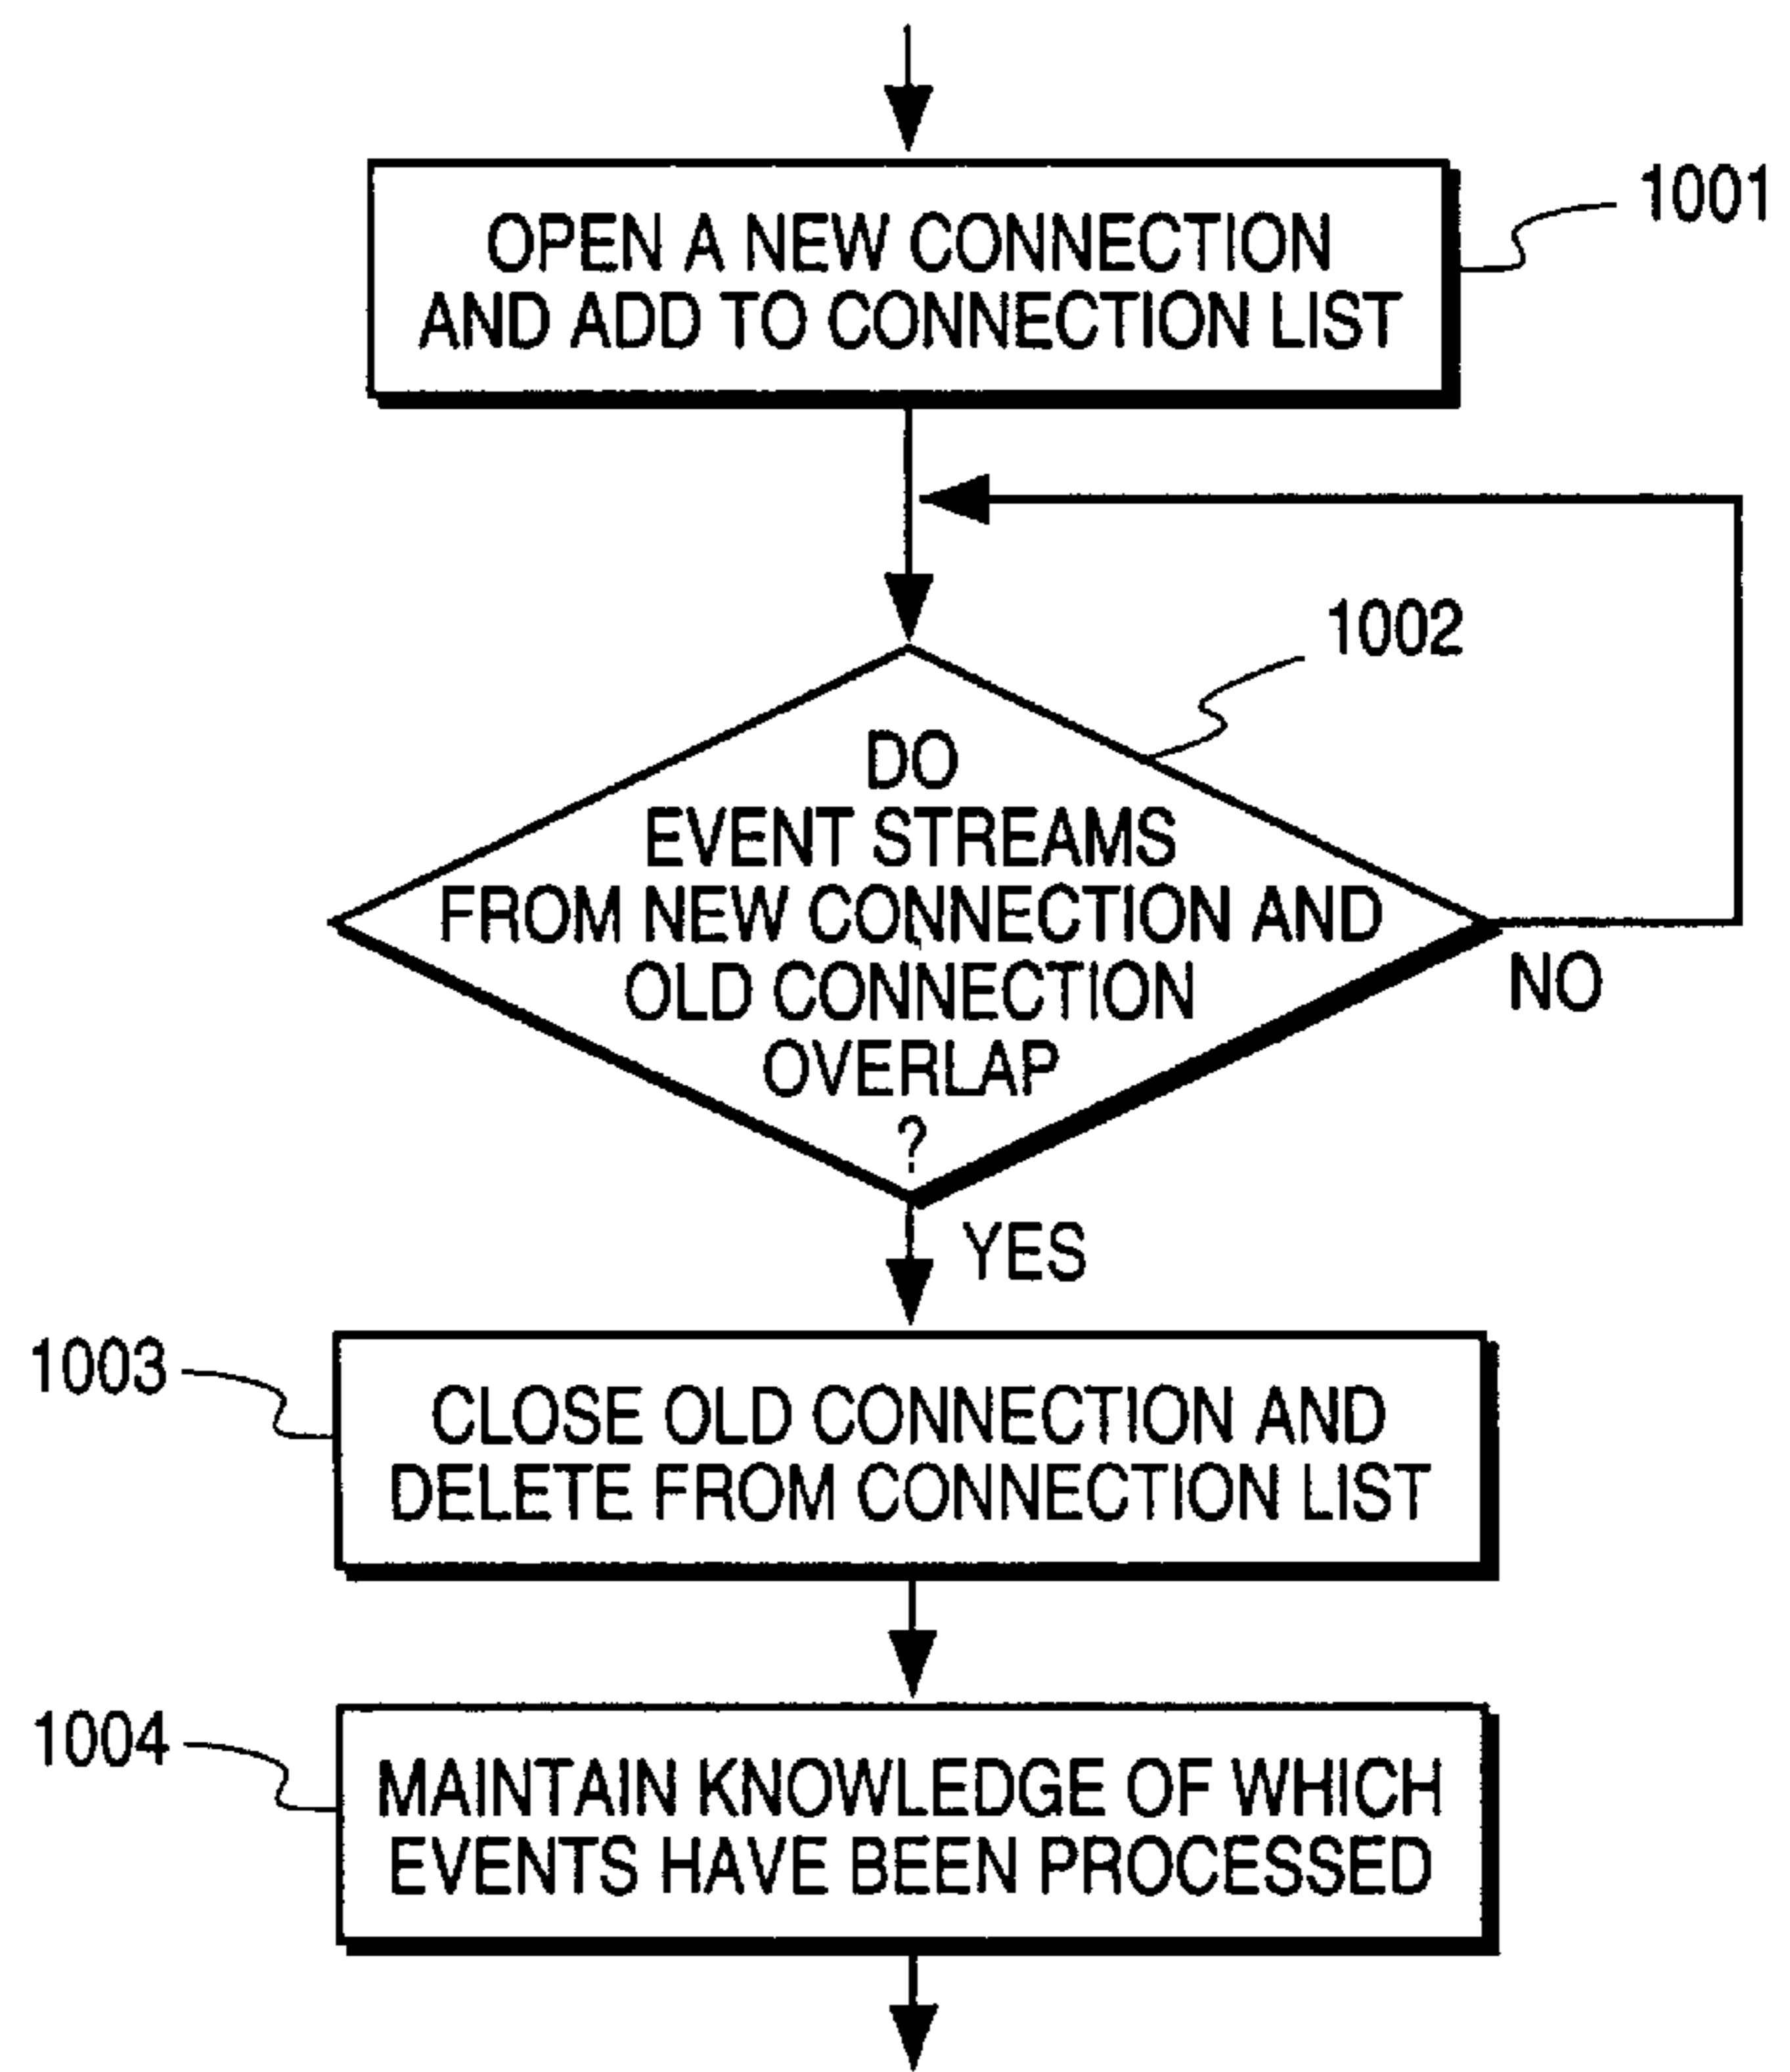 1001
OPEN A NEW CONNECTION
AND ADD TO CONNECTION LIST
1002
DO
EVENT STREAMS
FROM NEW CONNECTION AND
OLD CONNECTION
OVERLAP
?
NO
YES
1003
CLOSE OLD CONNECTION AND
DELETE FROM CONNECTION LIST
1004
MAINTAIN KNOWLEDGE OF WHICH
EVENTS HAVE BEEN PROCESSED